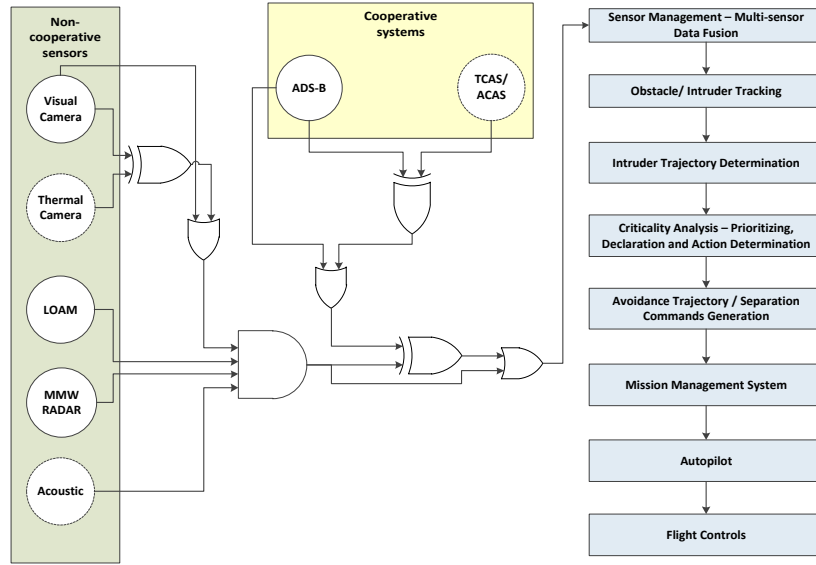 Non-
cooperative
sensors
Visual
Camera
Thermal
Camera
LOAM
MMW
RADAR
Acoustic
Cooperative
systems
ADS-B
TCAS/
ACAS
Sensor Management – Multi-sensor
Data Fusion
Obstacle/ Intruder Tracking
Intruder Trajectory Determination
Criticality Analysis – Prioritizing,
Declaration and Action Determination
Avoidance Trajectory / Separation
Commands Generation
Mission Management System
Autopilot
Flight Controls